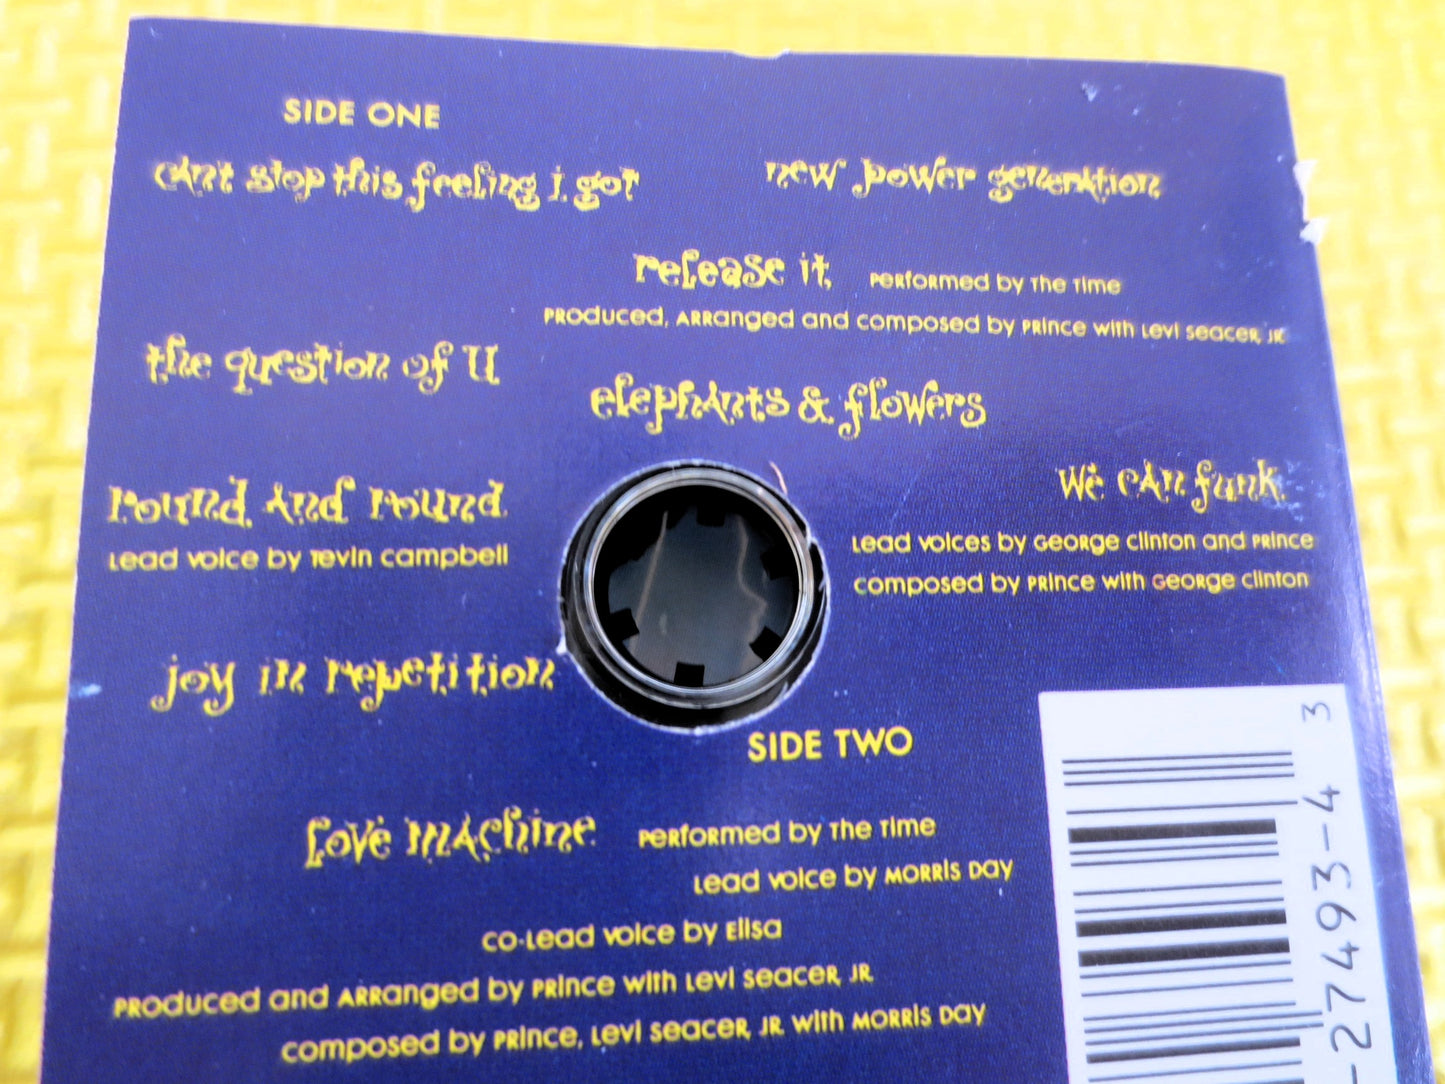 SIDE ONE
can't stop this feeling i got
new power generation
release it performed by the time
produced, arranged and composed by prince with levi seacer, jr.
the question of U
elephants & flowers
round and round
lead voice by tevin campbell
we can funk
lead voices by george clinton and prince
composed by prince with george clinton
joy in repetition
SIDE TWO
love machine performed by the time
lead voice by morris day
co-lead voice by elisa
produced and arranged by prince with levi seacer, jr.
composed by prince, levi seacer, jr. with morris day
-27493-4 3